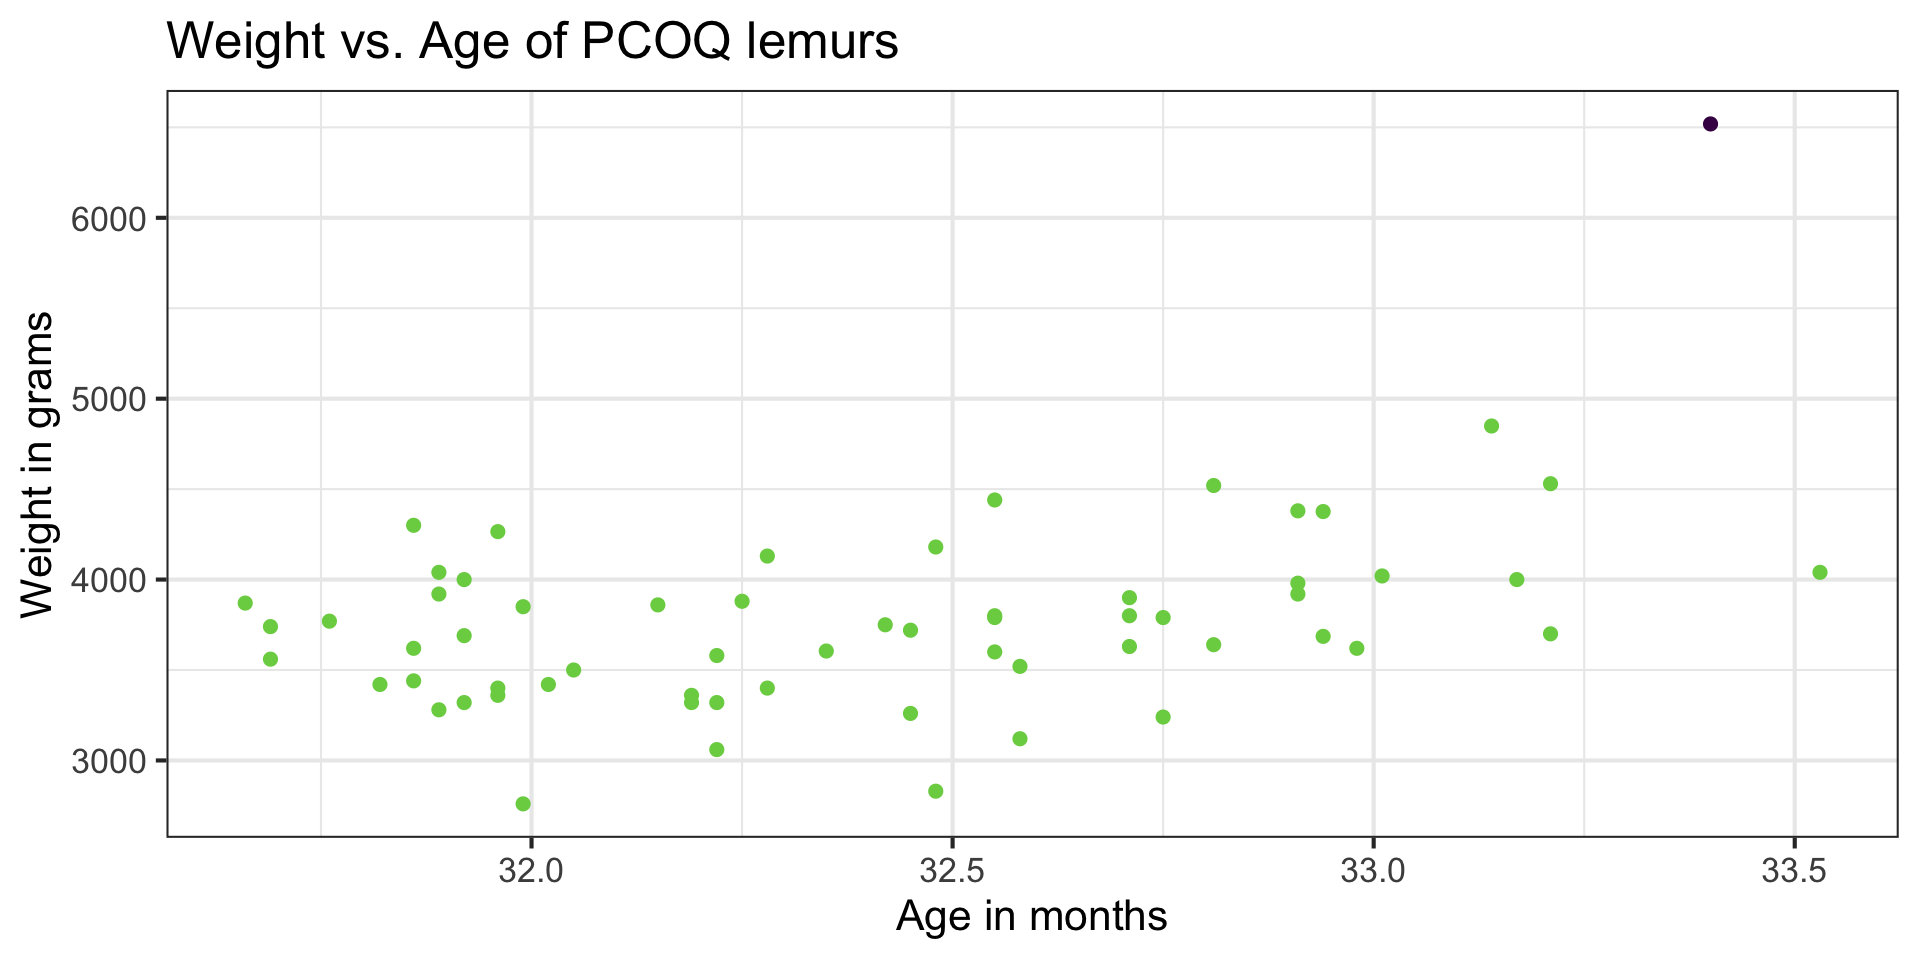 Weight vs. Age of PCOQ lemurs
Weight in grams
6000
5000
4000
3000
32.0
32.5
33.0
33.5
Age in months